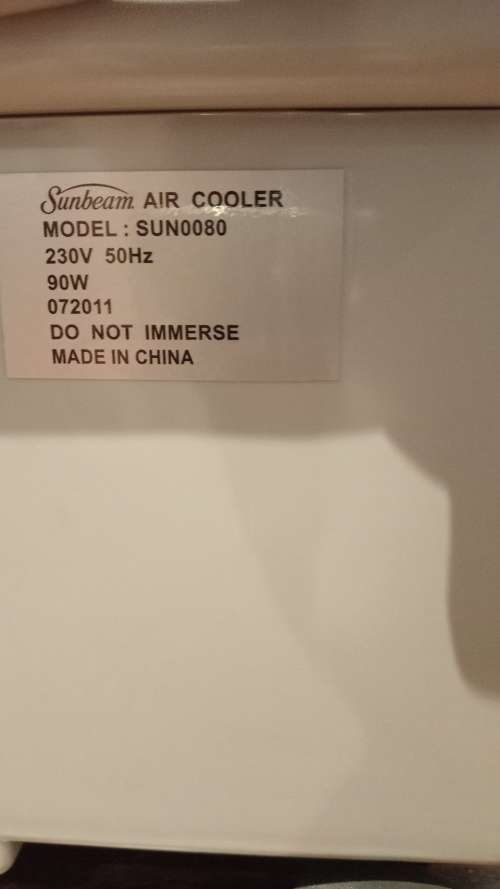 Sunbeam AIR COOLER
MODEL : SUN0080
230V 50Hz
90W
072011
DO NOT IMMERSE
MADE IN CHINA